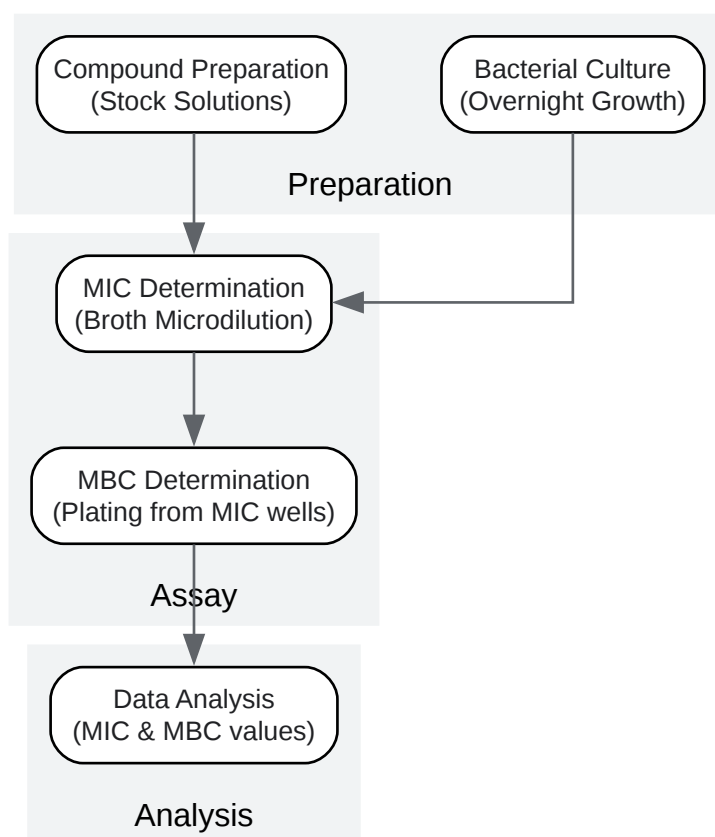 Compound Preparation
(Stock Solutions)
Bacterial Culture
(Overnight Growth)
Preparation
MIC Determination
(Broth Microdilution)
MBC Determination
(Plating from MIC wells)
Assay
Data Analysis
(MIC & MBC values)
Analysis